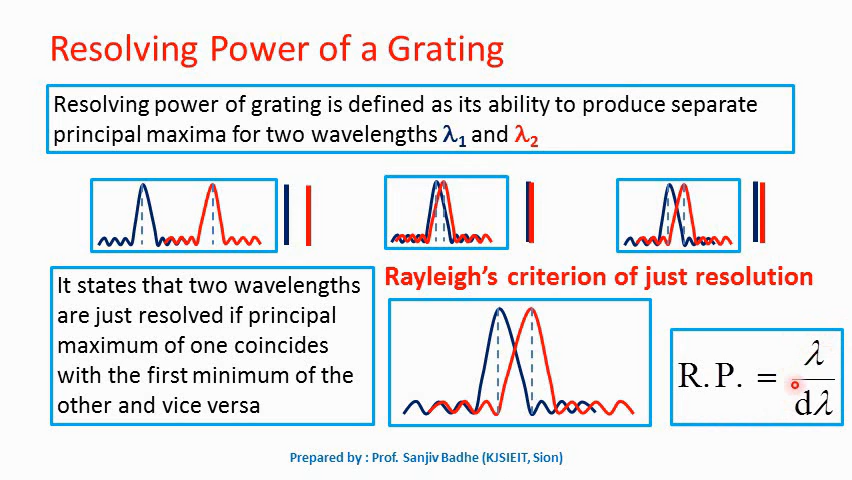 Resolving Power of a Grating
Resolving power of grating is defined as its ability to produce separate
principal maxima for two wavelengths λ₁ and λ₂
Rayleigh's criterion of just resolution
It states that two wavelengths
are just resolved if principal
maximum of one coincides
with the first minimum of the
other and vice versa
R.P. = λ / dλ
Prepared by : Prof. Sanjiv Badhe (KJSIEIT, Sion)